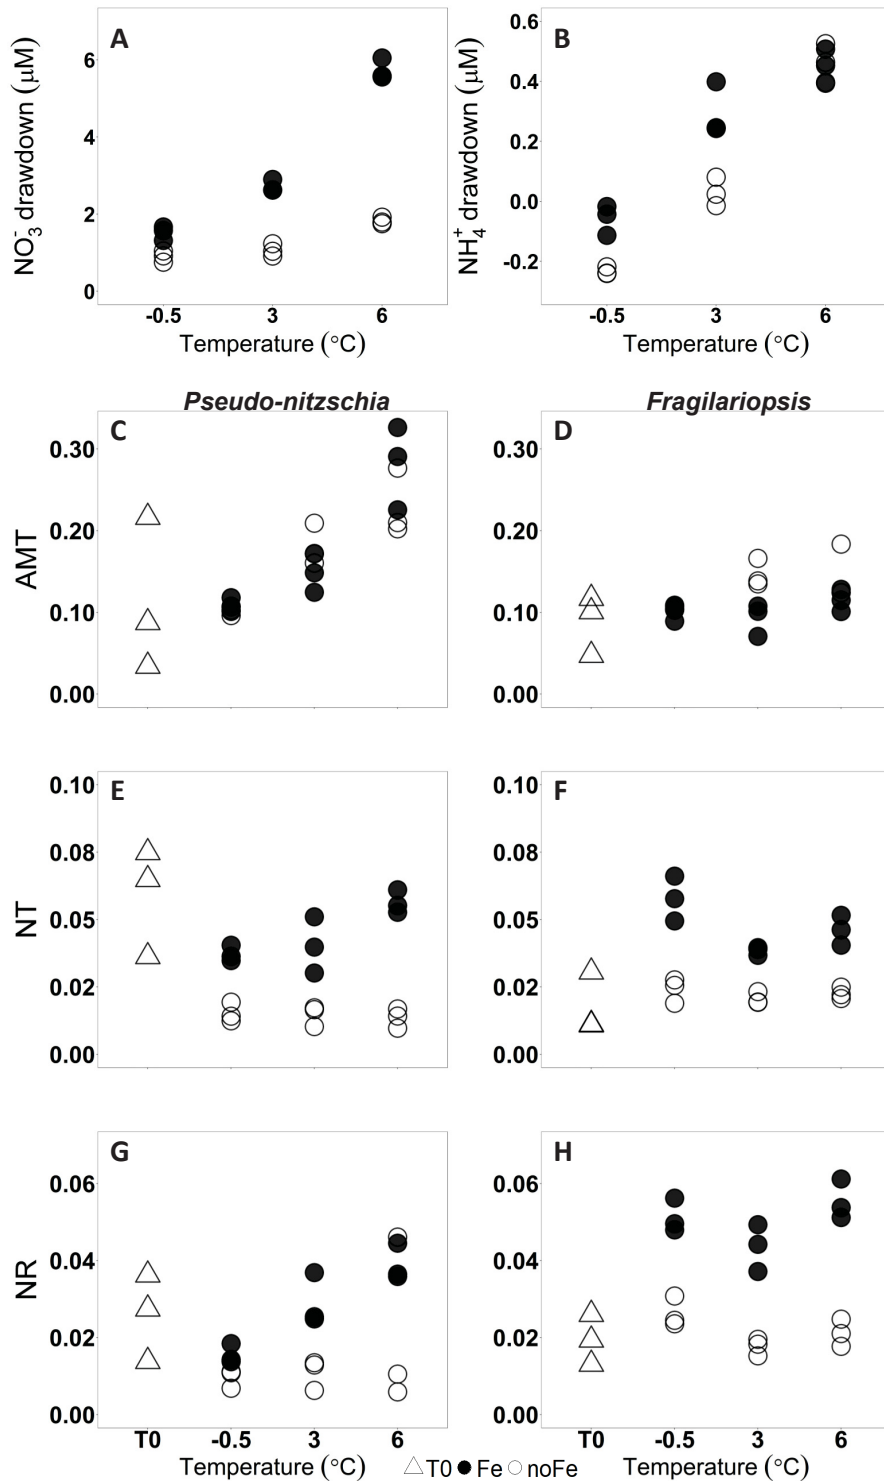 A
NO₃⁻ drawdown (µM)
6
4
2
0
-0.5 3 6
Temperature (°C)
B
NH₄⁺ drawdown (µM)
0.6
0.4
0.2
0.0
-0.2
-0.5 3 6
Temperature (°C)
Pseudo-nitzschia
Fragilariopsis
C
AMT
0.30
0.20
0.10
0.00
D
0.30
0.20
0.10
0.00
E
NT
0.10
0.08
0.05
0.02
0.00
F
0.10
0.08
0.05
0.02
0.00
G
NR
0.06
0.04
0.02
0.00
T0 -0.5 3 6
Temperature (°C)
H
0.06
0.04
0.02
0.00
T0 -0.5 3 6
Temperature (°C)
T0 Fe noFe